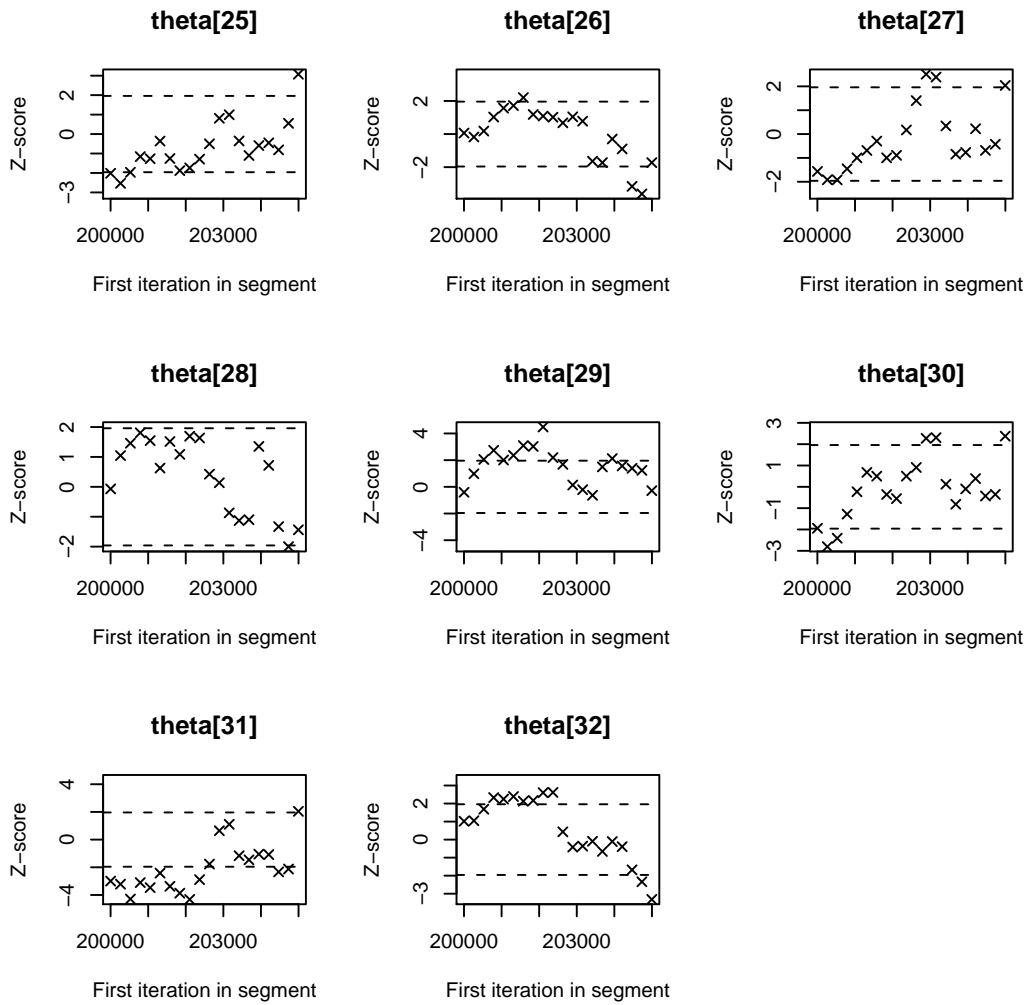 theta[25]
Z−score
2
0
−3
200000 203000
First iteration in segment
theta[26]
Z−score
2
−2
200000 203000
First iteration in segment
theta[27]
Z−score
2
0
−2
200000 203000
First iteration in segment
theta[28]
Z−score
2
1
0
−2
200000 203000
First iteration in segment
theta[29]
Z−score
4
0
−4
200000 203000
First iteration in segment
theta[30]
Z−score
3
1
−1
−3
200000 203000
First iteration in segment
theta[31]
Z−score
4
0
−4
200000 203000
First iteration in segment
theta[32]
Z−score
2
0
−3
200000 203000
First iteration in segment